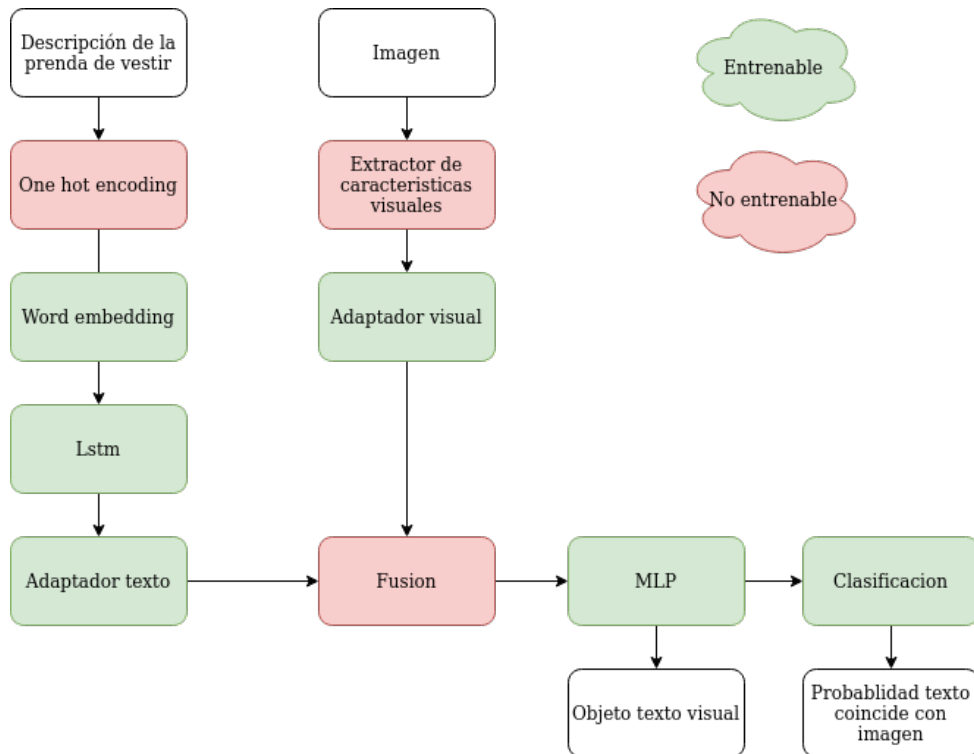 Descripción de la
prenda de vestir
Imagen
Entrenable
One hot encoding
Extractor de
caracteristicas
visuales
No entrenable
Word embedding
Adaptador visual
Lstm
Adaptador texto
Fusion
MLP
Clasificacion
Objeto texto visual
Probablidad texto
coincide con
imagen